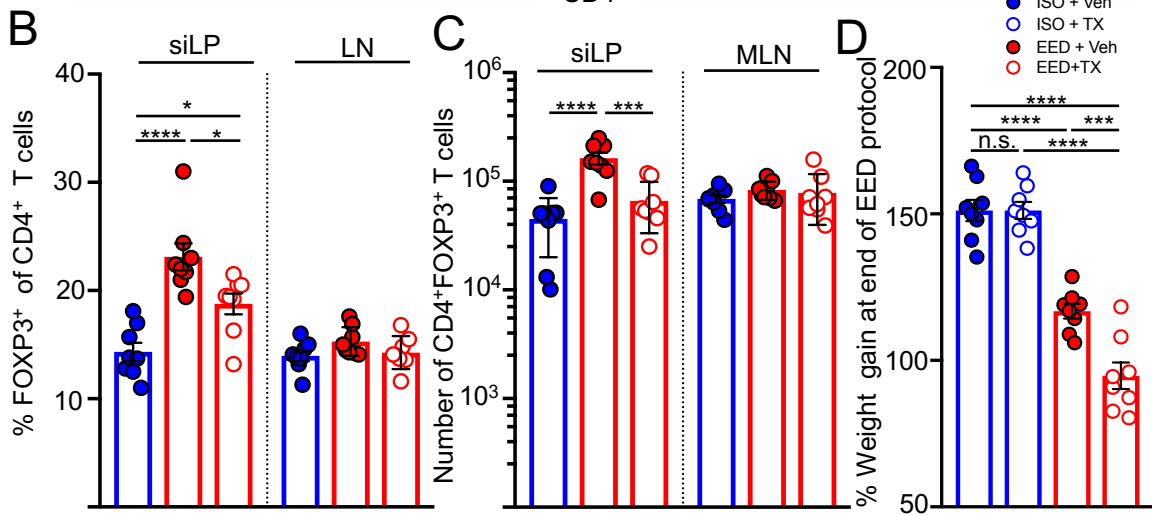 B
siLP
LN
% FOXP3⁺ of CD4⁺ T cells
40
30
20
10
*
****
*
C
siLP
MLN
Number of CD4⁺FOXP3⁺ T cells
10⁶
10⁵
10⁴
10³
****
***
D
ISO + Veh
ISO + TX
EED + Veh
EED+TX
% Weight gain at end of EED protocol
200
150
100
50
****
****
***
n.s.
****